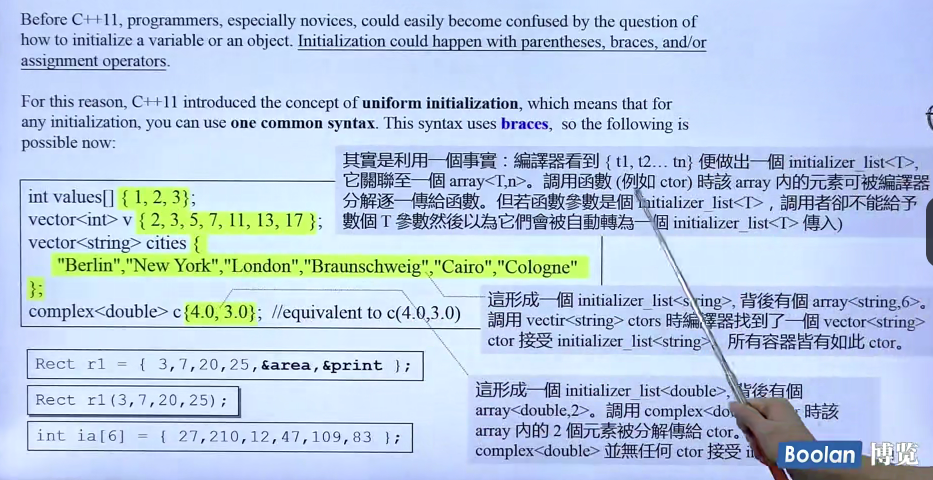 Before C++11, programmers, especially novices, could easily become confused by the question of
how to initialize a variable or an object. Initialization could happen with parentheses, braces, and/or
assignment operators.
For this reason, C++11 introduced the concept of uniform initialization, which means that for
any initialization, you can use one common syntax. This syntax uses braces, so the following is
possible now:
其實是利用一個事實：編譯器看到 { t1, t2… tn} 便做出一個 initializer_list<T>,
它關聯至一個 array<T,n>。調用函數 (例如 ctor) 時該 array 內的元素可被編譯器
分解逐一傳給函數。但若函數參數是個 initializer_list<T>，調用者卻不能給予
數個 T 參數然後以為它們會被自動轉為一個 initializer_list<T> 傳入)
int values[] { 1, 2, 3};
vector<int> v { 2, 3, 5, 7, 11, 13, 17 };
vector<string> cities {
"Berlin","New York","London","Braunschweig","Cairo","Cologne"
};
complex<double> c{4.0, 3.0}; //equivalent to c(4.0,3.0)
這形成一個 initializer_list<string>, 背後有個 array<string,6>。
調用 vectir<string> ctors 時編譯器找到了一個 vector<string>
ctor 接受 initializer_list<string> 所有容器皆有如此 ctor。
Rect r1 = { 3,7,20,25,&area,&print };
Rect r1(3,7,20,25);
int ia[6] = { 27,210,12,47,109,83 };
這形成一個 initializer_list<double>, 背後有個
array<double,2>。調用 時該
array 內的 2 個元素被分解傳給 ctor。
complex<double> 並無任何 ctor 接受
Boolan 博览